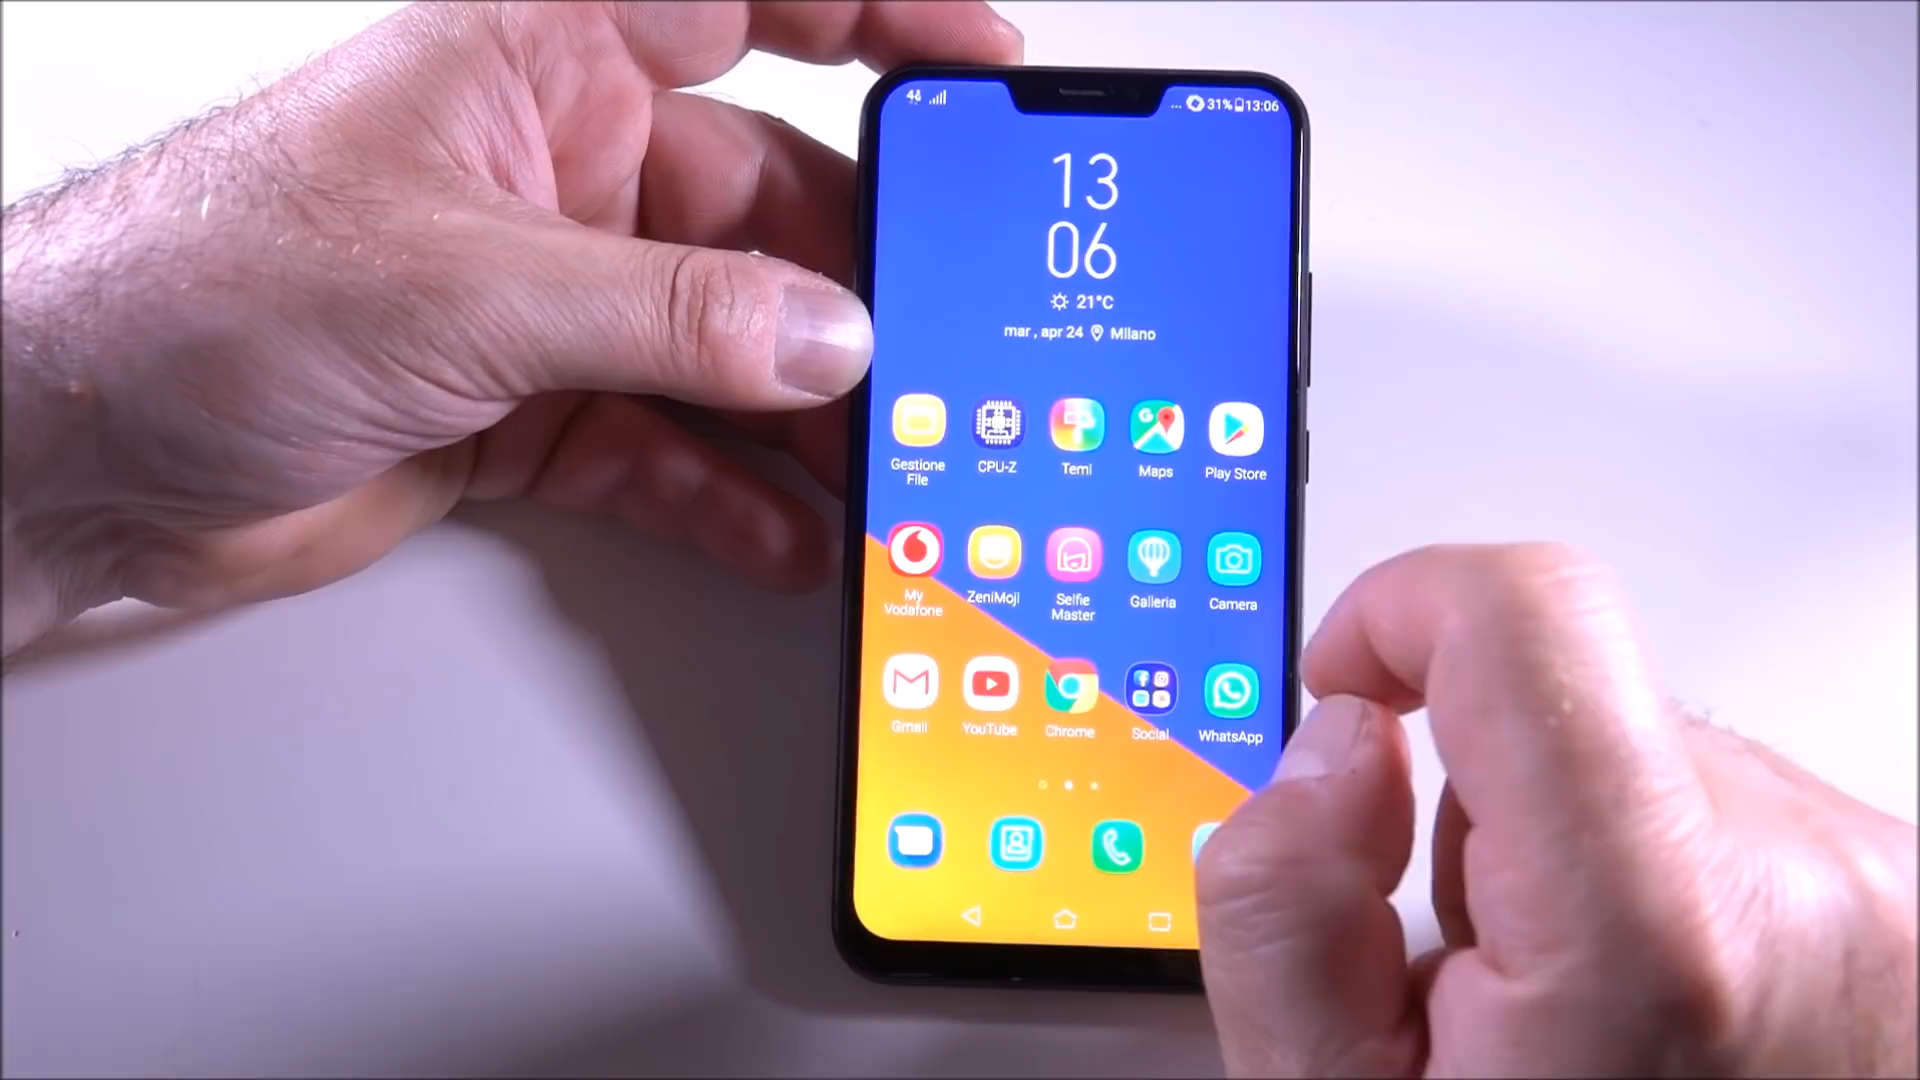 4G
31% 13:06
13
06
21°C
mar , apr 24 Milano
Gestione
File
CPU-Z
Temi
Maps
Play Store
My
Vodafone
ZeniMoji
Selfie
Master
Galleria
Camera
Gmail
YouTube
Chrome
Social
WhatsApp